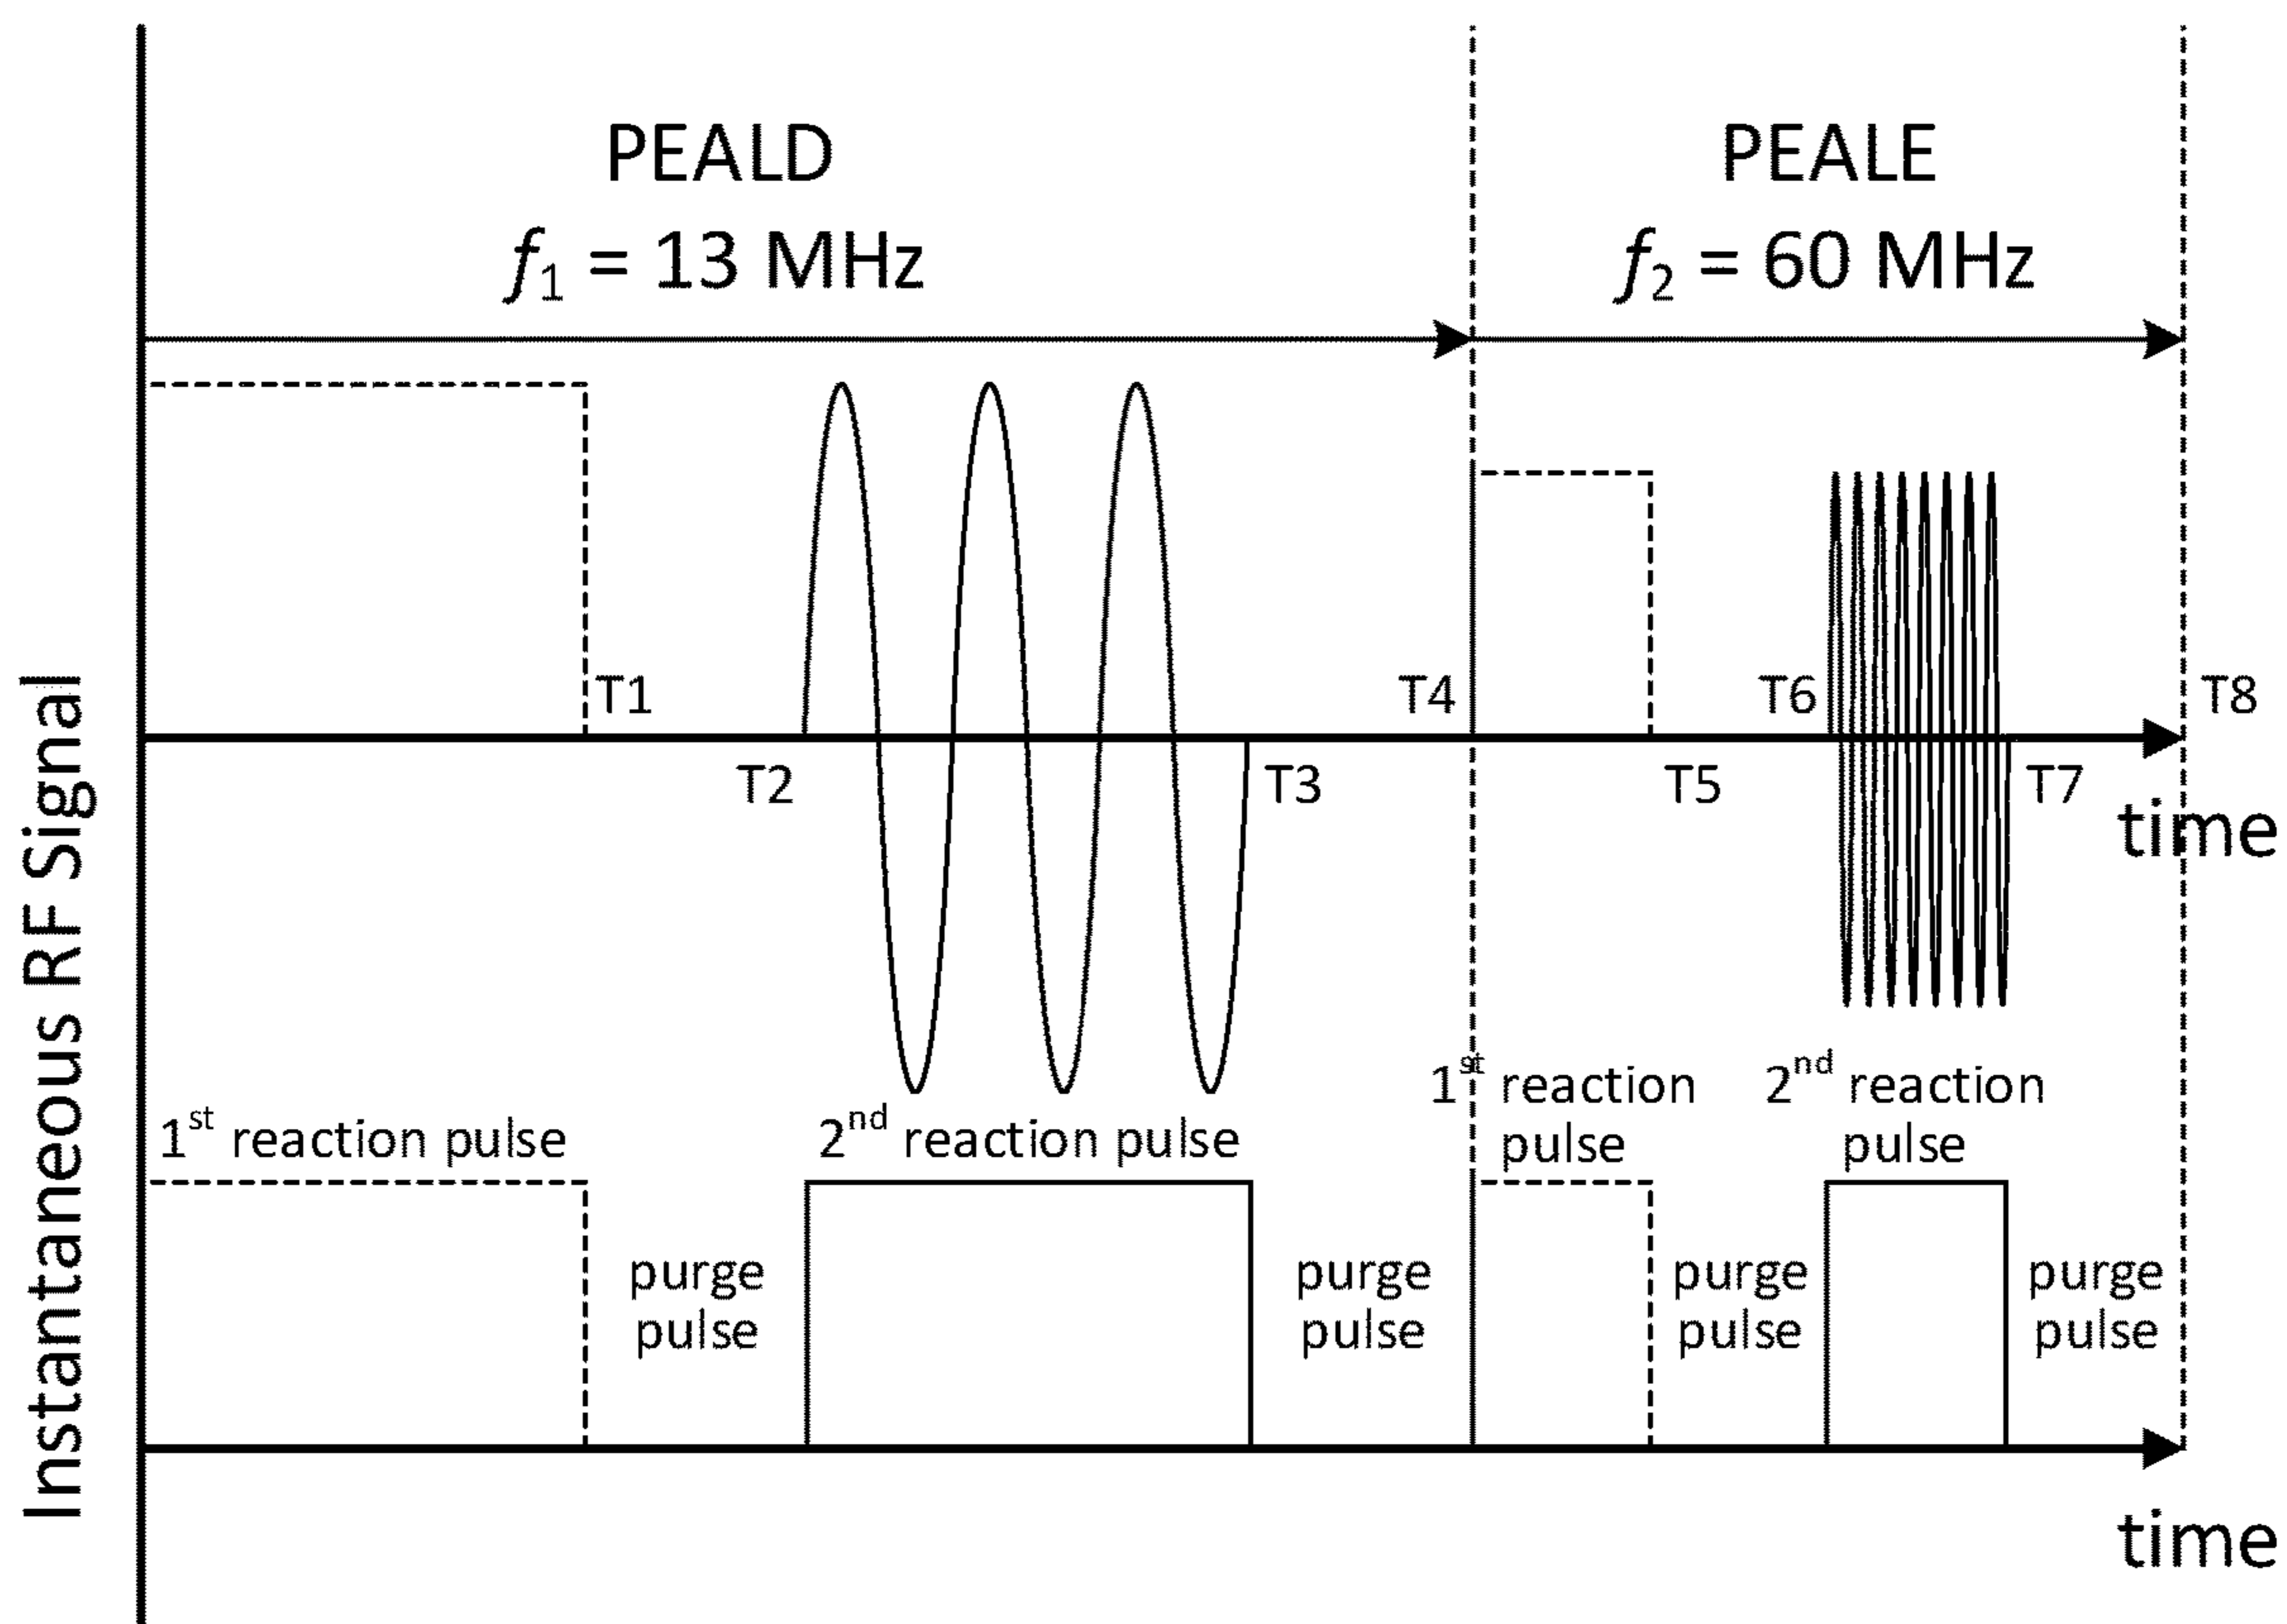 PEALD
f₁ = 13 MHz
PEALE
f₂ = 60 MHz
Instantaneous RF Signal
T1
T4
T6
T8
T2
T3
T5
T7
time
1st reaction pulse
2nd reaction pulse
1st reaction
pulse
2nd reaction
pulse
purge
pulse
purge
pulse
purge
pulse
purge
pulse
time